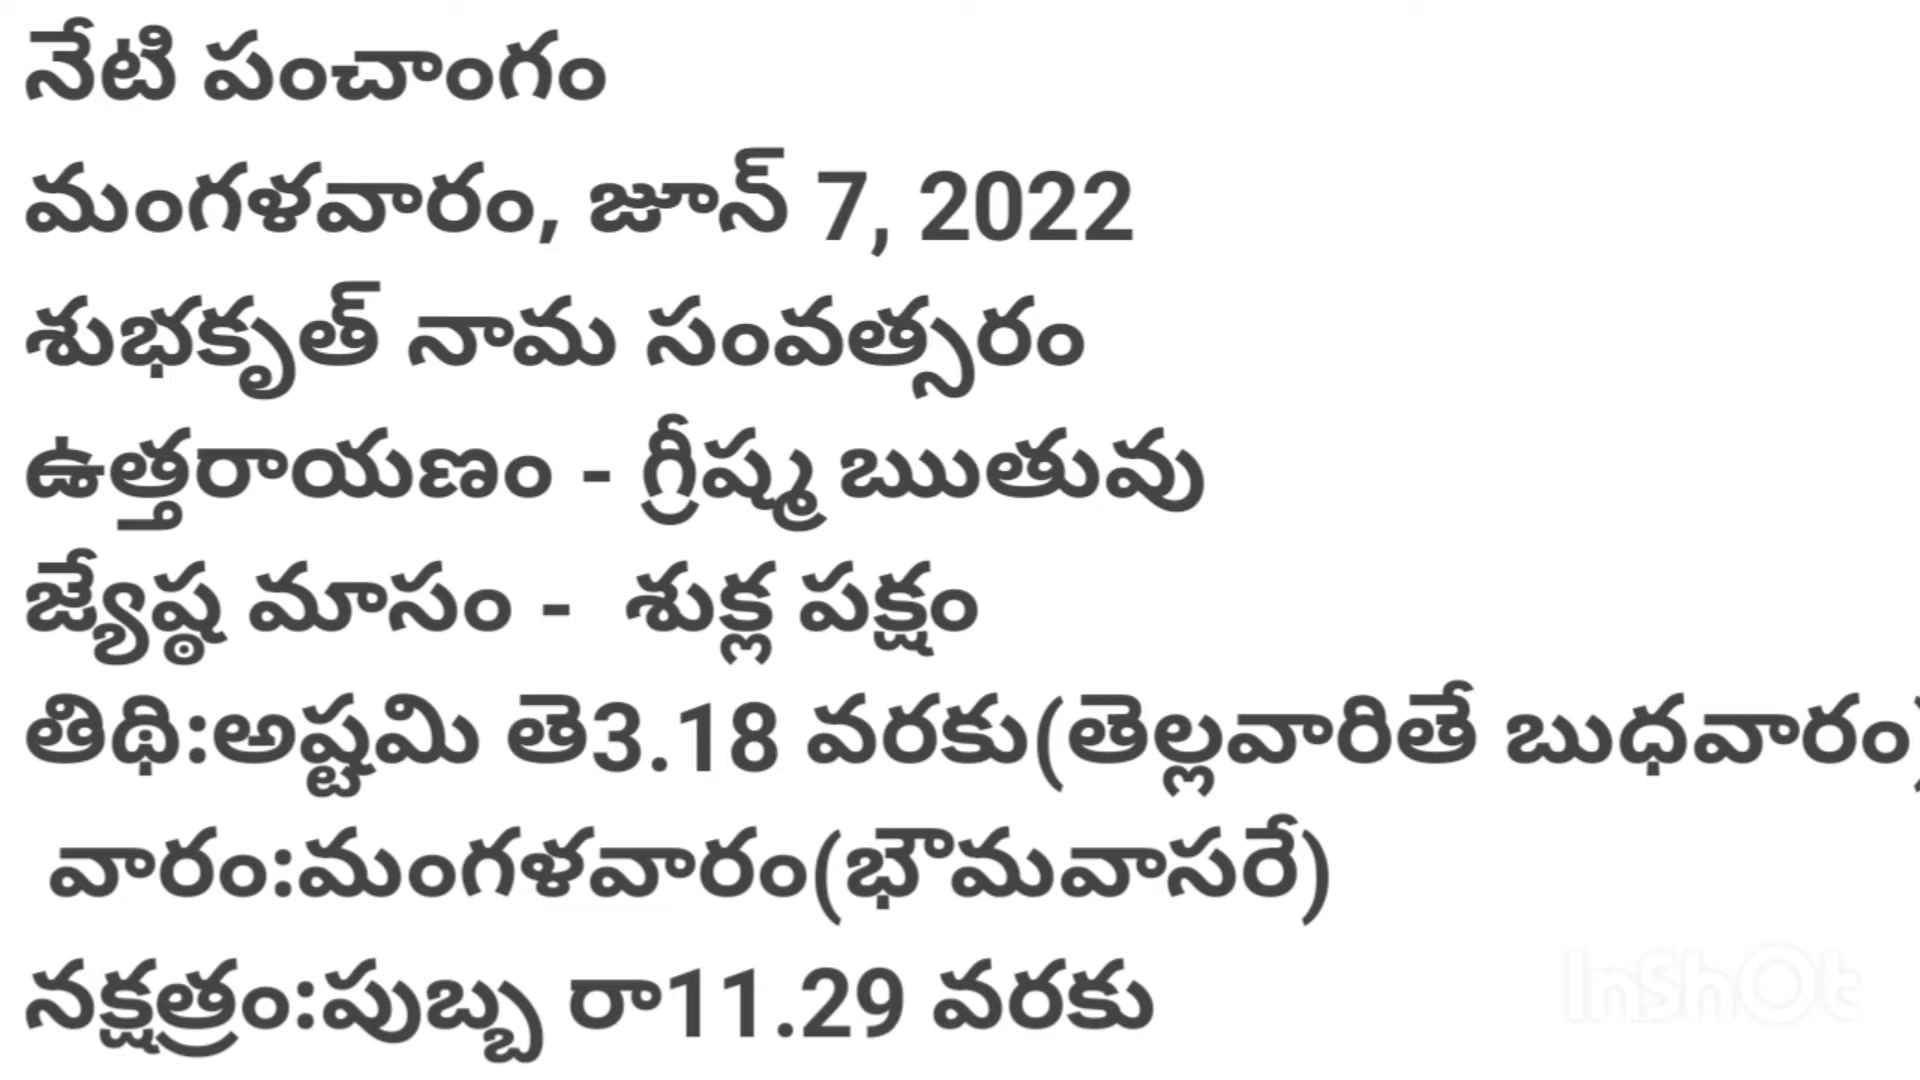 నేటి పంచాంగం
మంగళవారం, జూన్ 7, 2022
శుభకృత్ నామ సంవత్సరం
ఉత్తరాయణం - గ్రీష్మ ఋతువు
జ్యేష్ఠ మాసం -  శుక్ల పక్షం
తిథి:అష్టమి తె3.18 వరకు(తెల్లవారితే బుధవారం)
వారం:మంగళవారం(భౌమవాసరే)
నక్షత్రం:పుబ్బ రా11.29 వరకు
InShOt